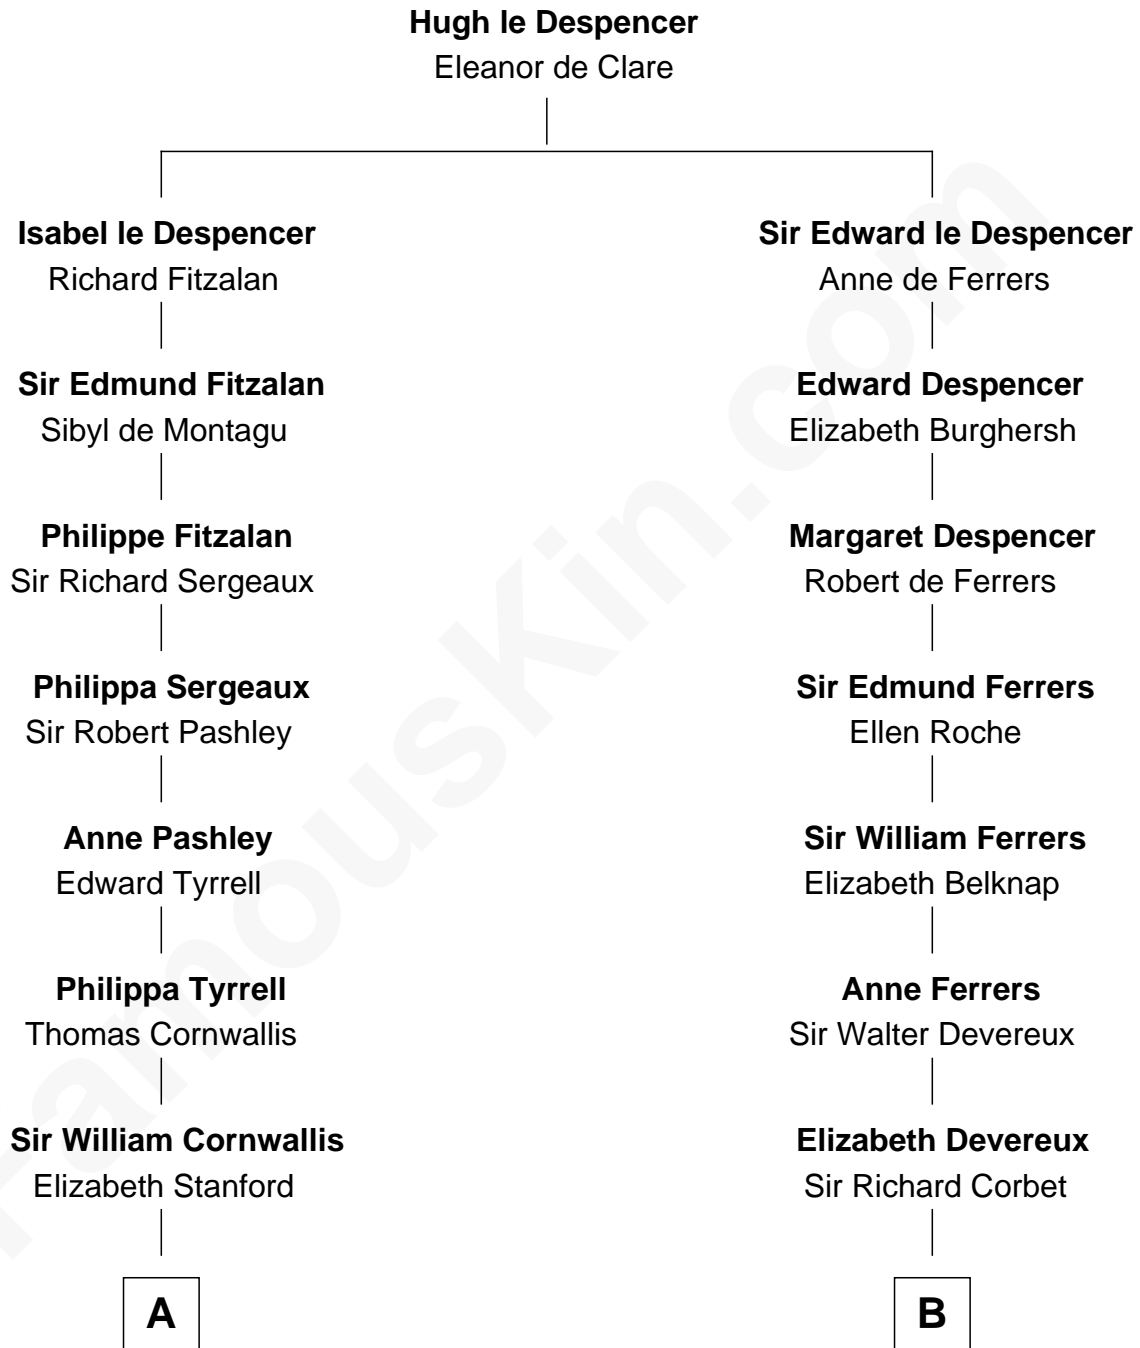 Hugh le Despencer
Eleanor de Clare
Isabel le Despencer
Richard Fitzalan
Sir Edward le Despencer
Anne de Ferrers
Sir Edmund Fitzalan
Sibyl de Montagu
Edward Despencer
Elizabeth Burghersh
Philippe Fitzalan
Sir Richard Sergeaux
Margaret Despencer
Robert de Ferrers
Philippa Sergeaux
Sir Robert Pashley
Sir Edmund Ferrers
Ellen Roche
Anne Pashley
Edward Tyrrell
Sir William Ferrers
Elizabeth Belknap
Philippa Tyrrell
Thomas Cornwallis
Anne Ferrers
Sir Walter Devereux
Sir William Cornwallis
Elizabeth Stanford
Elizabeth Devereux
Sir Richard Corbet
A
B
FamousKin.com